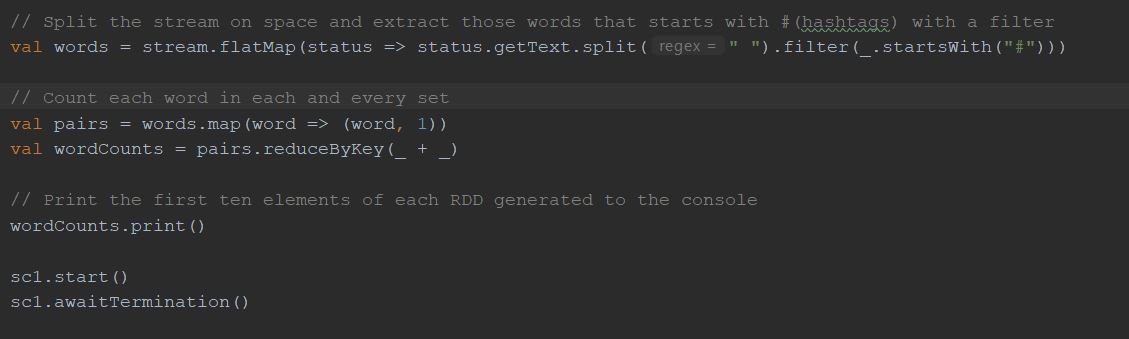 // Split the stream on space and extract those words that starts with #(hashtags) with a filter
val words = stream.flatMap(status => status.getText.split( regex = " ").filter(_.startsWith("#")))
// Count each word in each and every set
val pairs = words.map(word => (word, 1))
val wordCounts = pairs.reduceByKey(_ + _)
// Print the first ten elements of each RDD generated to the console
wordCounts.print()
sc1.start()
sc1.awaitTermination()